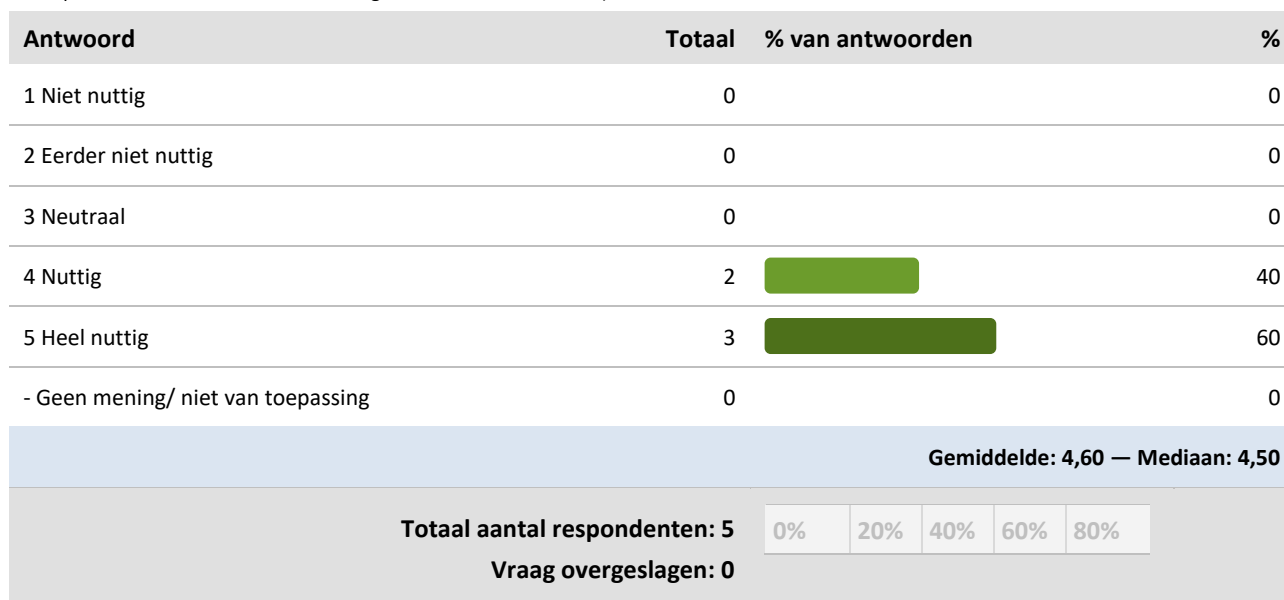 Antwoord Totaal % van antwoorden %
1 Niet nuttig 0 0
2 Eerder niet nuttig 0 0
3 Neutraal 0 0
4 Nuttig 2 40
5 Heel nuttig 3 60
- Geen mening/ niet van toepassing 0 0
Gemiddelde: 4,60 — Mediaan: 4,50
Totaal aantal respondenten: 5 0% 20% 40% 60% 80%
Vraag overgeslagen: 0